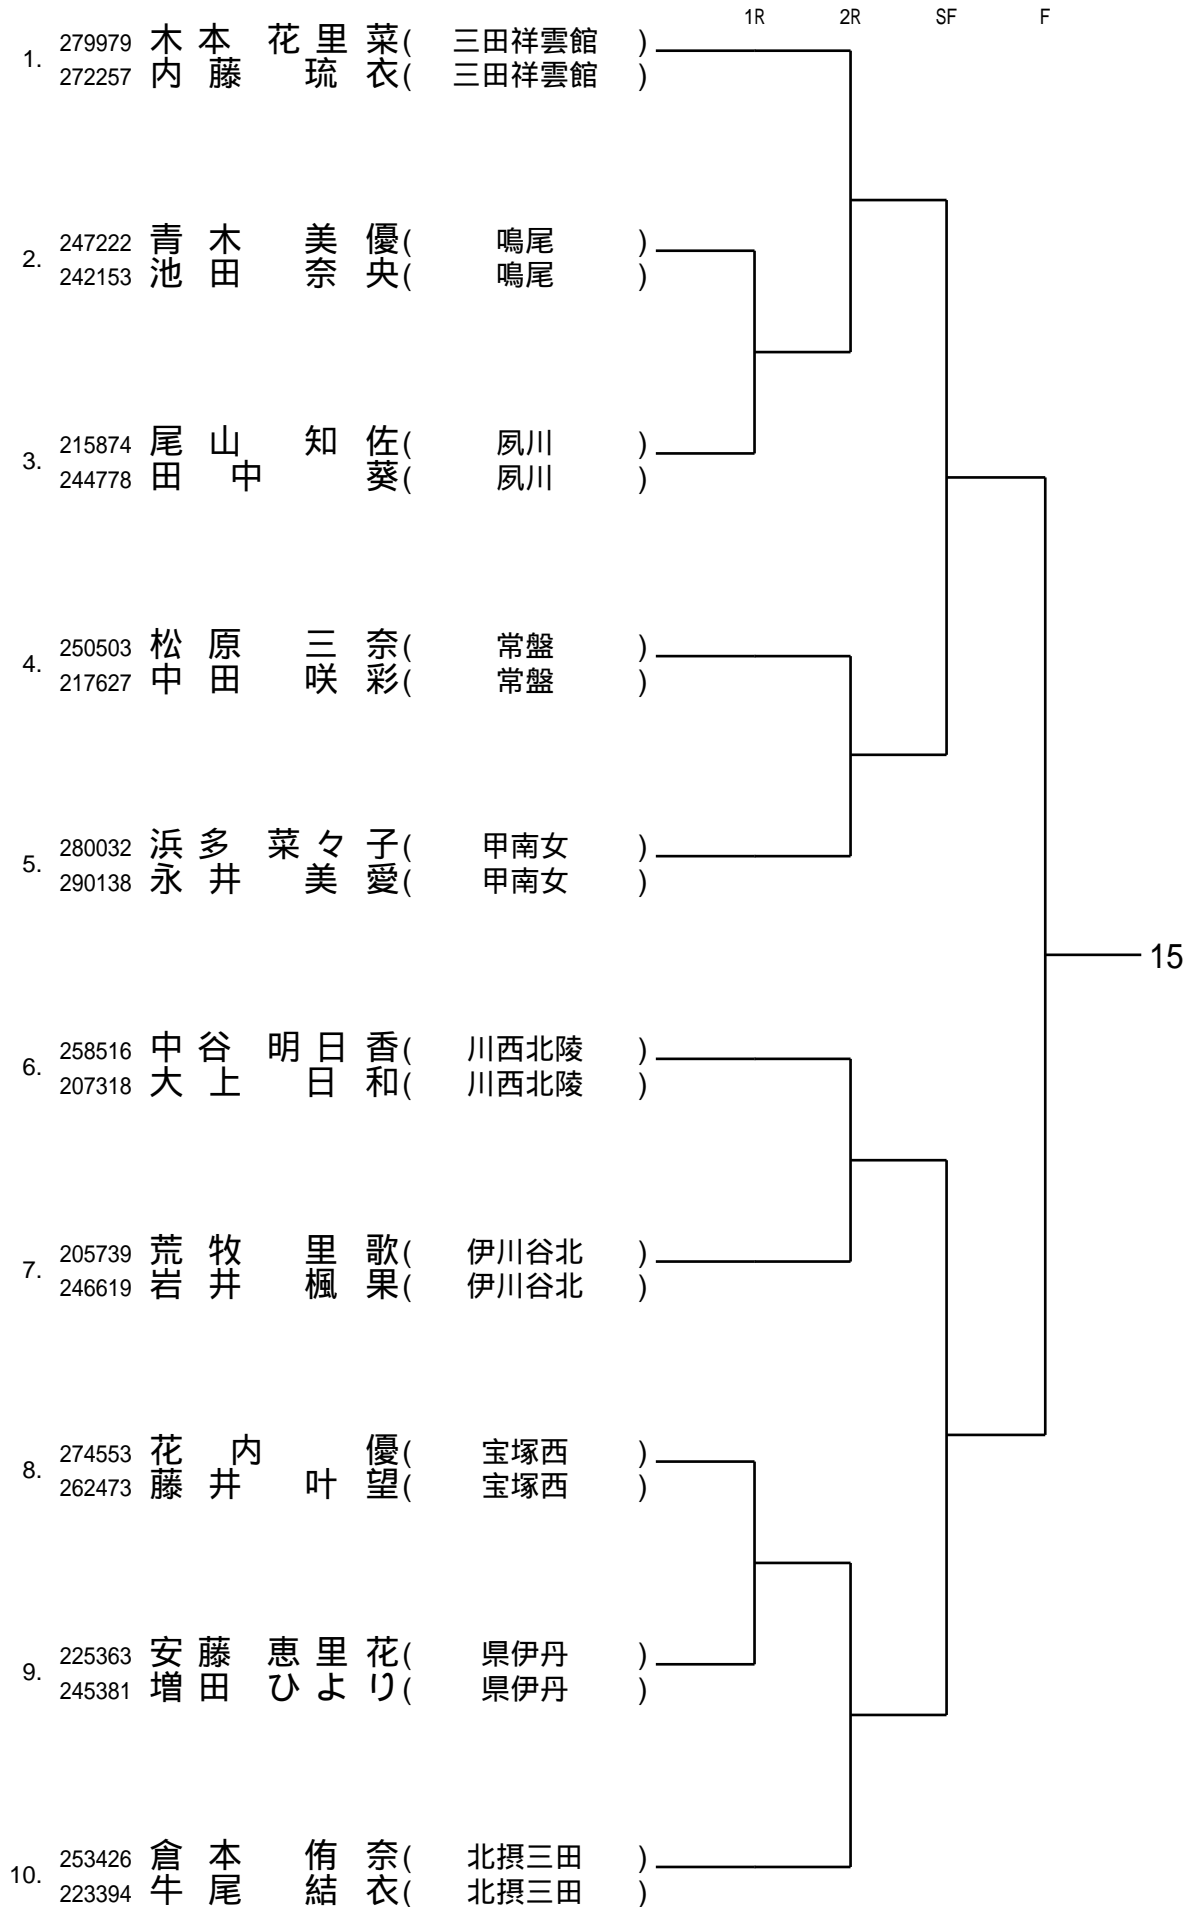 1R 2R SF F
1. 279979 木本 花里菜( 三田祥雲館 )
272257 内藤 琉衣( 三田祥雲館 )
2. 247222 青木 美優( 鳴尾 )
242153 池田 奈央( 鳴尾 )
3. 215874 尾山 知佐( 夙川 )
244778 田中 葵( 夙川 )
4. 250503 松原 三奈( 常盤 )
217627 中田 咲彩( 常盤 )
5. 280032 浜多 菜々子( 甲南女 )
290138 永井 美愛( 甲南女 )
15
6. 258516 中谷 明日香( 川西北陵 )
207318 大上 日和( 川西北陵 )
7. 205739 荒牧 里歌( 伊川谷北 )
246619 岩井 楓果( 伊川谷北 )
8. 274553 花内 優( 宝塚西 )
262473 藤井 叶望( 宝塚西 )
9. 225363 安藤 恵里花( 県伊丹 )
245381 増田 ひより( 県伊丹 )
10. 253426 倉本 侑奈( 北摂三田 )
223394 牛尾 結衣( 北摂三田 )